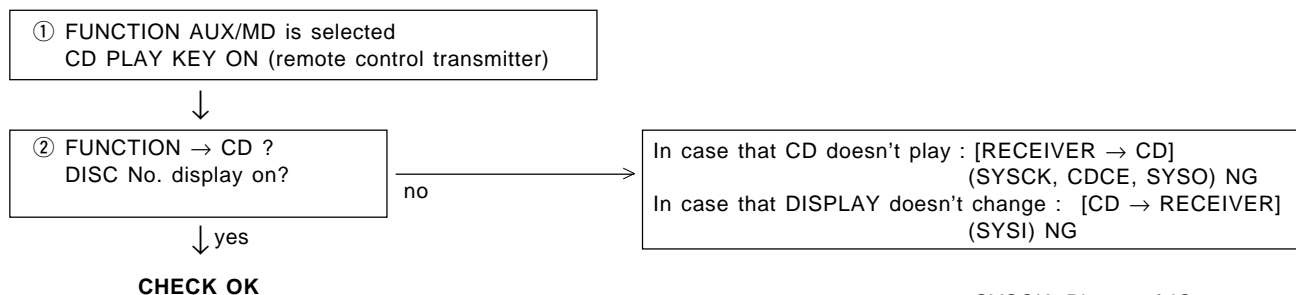 ① FUNCTION AUX/MD is selected
CD PLAY KEY ON (remote control transmitter)
② FUNCTION → CD ?
DISC No. display on?
no
In case that CD doesn't play : [RECEIVER → CD]
(SYSCK, CDCE, SYSO) NG
In case that DISPLAY doesn't change : [CD → RECEIVER]
(SYSI) NG
yes
CHECK OK